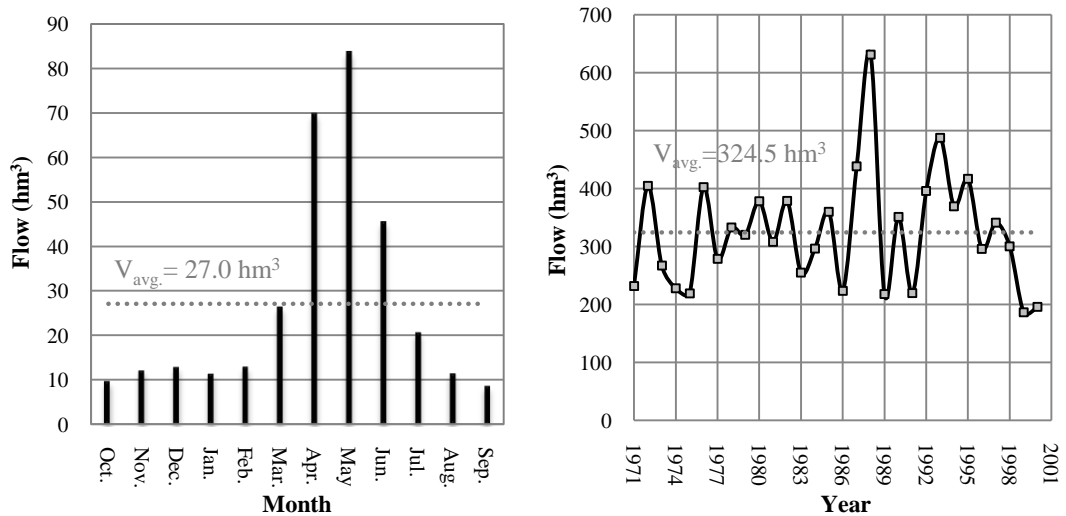 90
80
70
60
50
40
30
20
10
0
Flow (hm³)
V avg.= 27.0 hm³
Oct.
Nov.
Dec.
Jan.
Feb.
Mar.
Apr.
May
Jun.
Jul.
Aug.
Sep.
Month
700
600
500
400
300
200
100
0
Flow (hm³)
V avg.=324.5 hm³
1971
1974
1977
1980
1983
1986
1989
1992
1995
1998
2001
Year